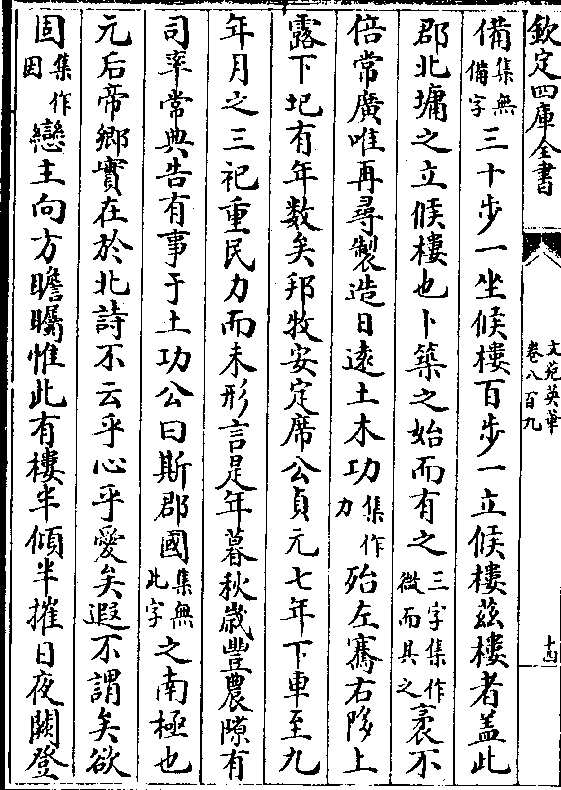 欽定四庫全書
文苑英華
卷八百九
十四
備集無備字三十步一坐候樓百步一立候樓茲樓者盖此
郡北墉之立候樓也卜築之始而有之三字集作微而具之袤不
倍常廣唯再尋製造日逺土木功集作力殆左騫右陊上
露下圮有年數矣邦牧安定席公貞元七年下車至九
年月之三祀重民力而未形言是年暮秋歳豐農隙有
司率常典告有事于土功公曰斯郡國集無此字之南極也
元后帝鄉實在於北詩不云乎心乎愛矣遐不謂矣欲
固集作因戀主向方瞻矚惟此有樓半傾半摧日夜闕登